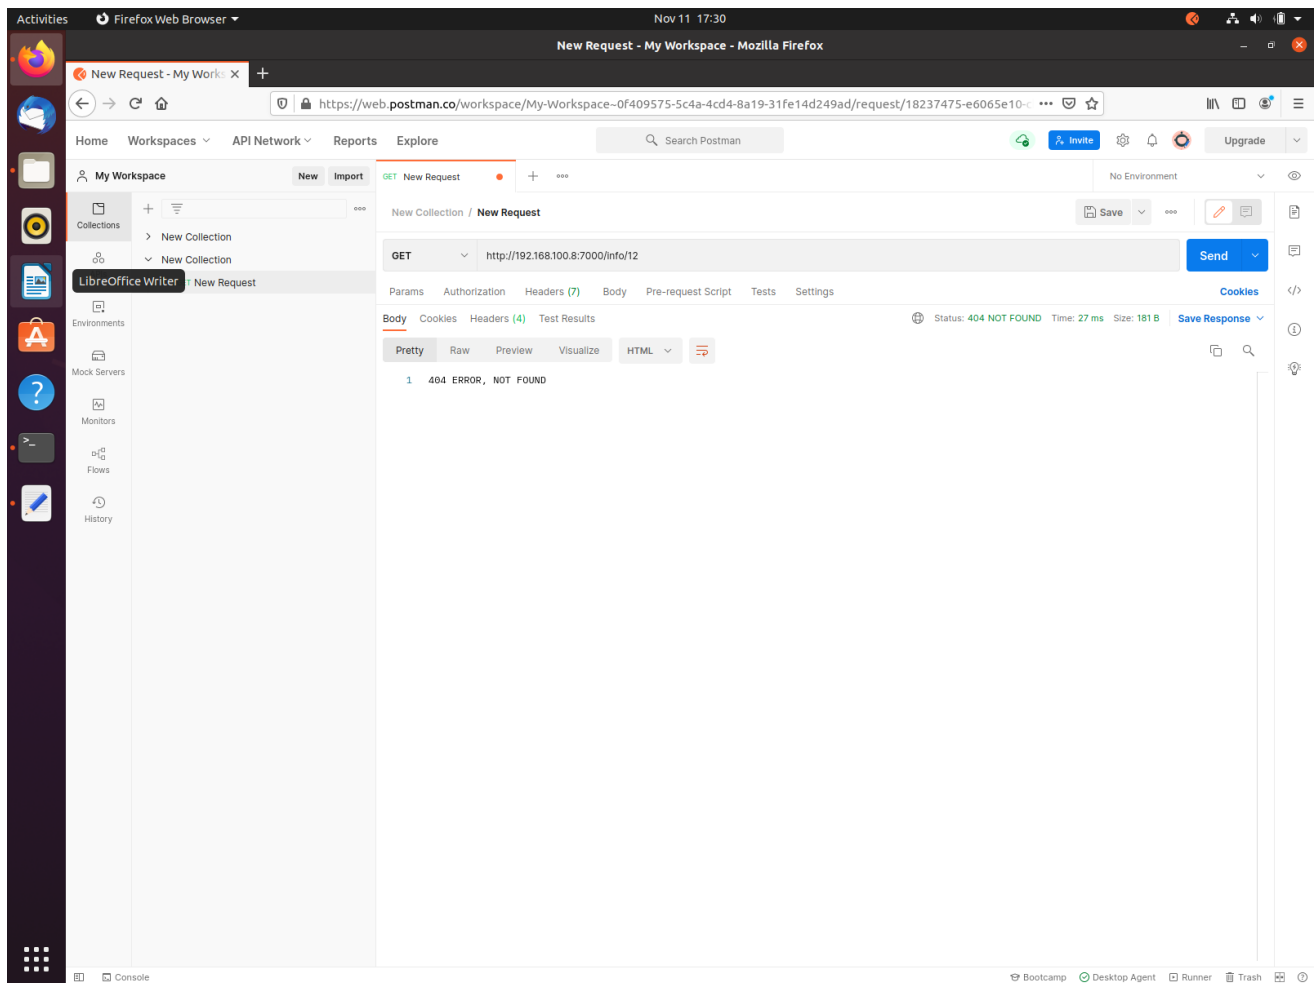 Activities Firefox Web Browser Nov 11 17:30
New Request - My Workspace - Mozilla Firefox
New Request - My Works
https://web.postman.co/workspace/My-Workspace~0f409575-5c4a-4cd4-8a19-31fe14d249ad/request/18237475-e6065e10-
Home Workspaces API Network Reports Explore Search Postman Invite Upgrade
My Workspace New Import GET New Request No Environment
Collections
New Collection / New Request Save
New Collection
New Collection
GET http://192.168.100.8:7000/info/12 Send
LibreOffice Writer
New Request
Params Authorization Headers (7) Body Pre-request Script Tests Settings Cookies
Environments
Body Cookies Headers (4) Test Results Status: 404 NOT FOUND Time: 27 ms Size: 181 B Save Response
Pretty Raw Preview Visualize HTML
Mock Servers
1 404 ERROR, NOT FOUND
Monitors
Flows
History
Console Bootcamp Desktop Agent Runner Trash